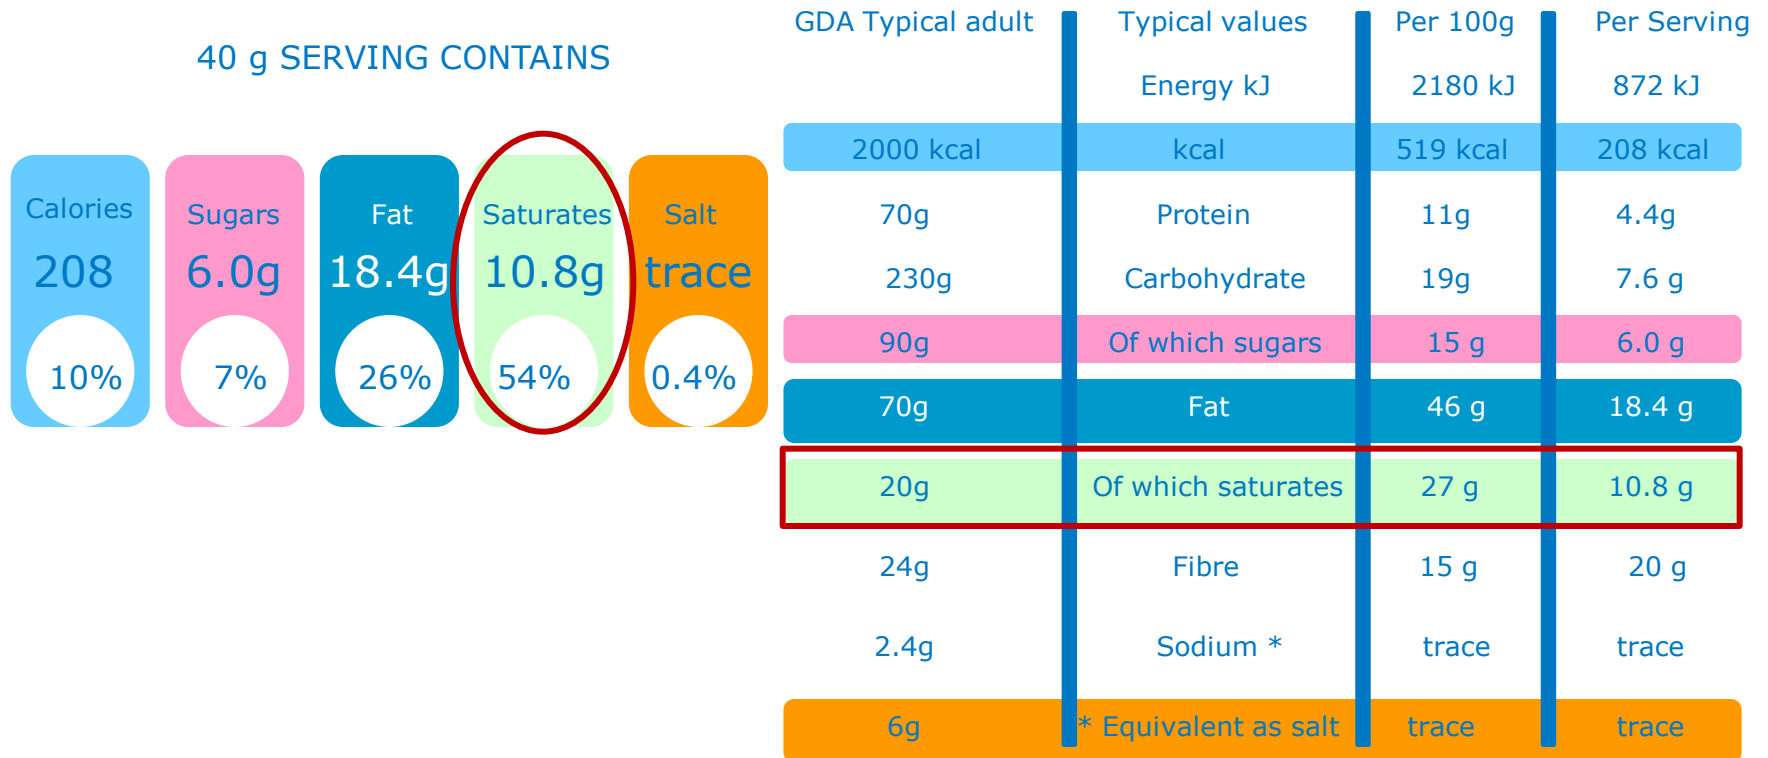 40 g SERVING CONTAINS
Calories
208
10%
Sugars
6.0g
7%
Fat
18.4g
26%
Saturates
10.8g
54%
Salt
trace
0.4%
GDA Typical adult Typical values Per 100g Per Serving
Energy kJ 2180 kJ 872 kJ
2000 kcal kcal 519 kcal 208 kcal
70g Protein 11g 4.4g
230g Carbohydrate 19g 7.6 g
90g Of which sugars 15 g 6.0 g
70g Fat 46 g 18.4 g
20g Of which saturates 27 g 10.8 g
24g Fibre 15 g 20 g
2.4g Sodium * trace trace
6g * Equivalent as salt trace trace